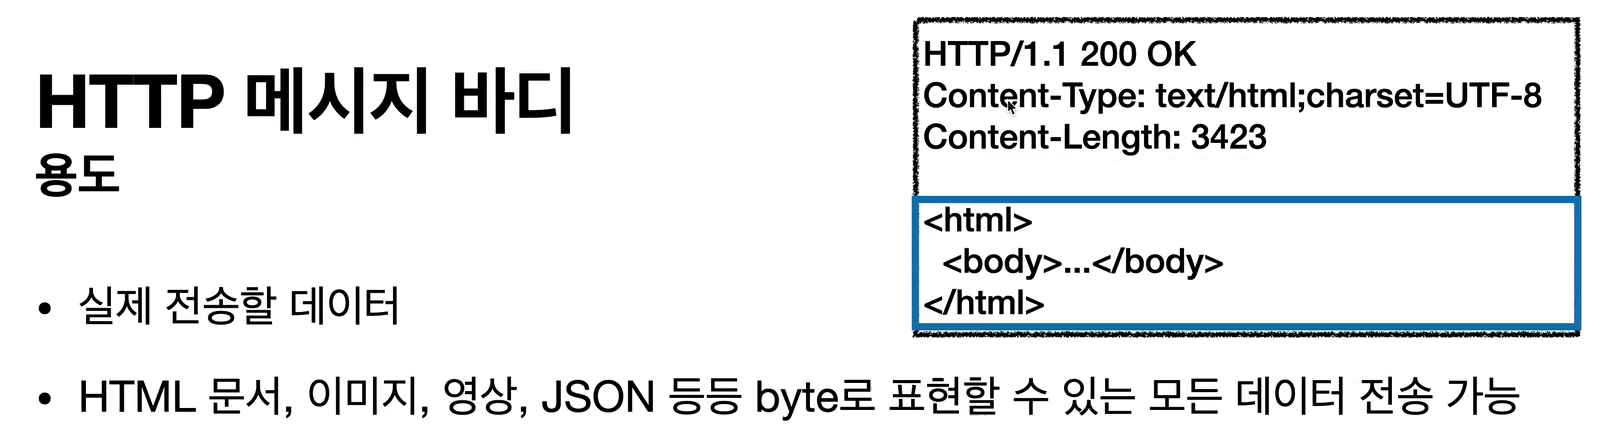 HTTP 메시지 바디
용도
• 실제 전송할 데이터
• HTML 문서, 이미지, 영상, JSON 등등 byte로 표현할 수 있는 모든 데이터 전송 가능
HTTP/1.1 200 OK
Content-Type: text/html;charset=UTF-8
Content-Length: 3423
<html>
<body>...</body>
</html>